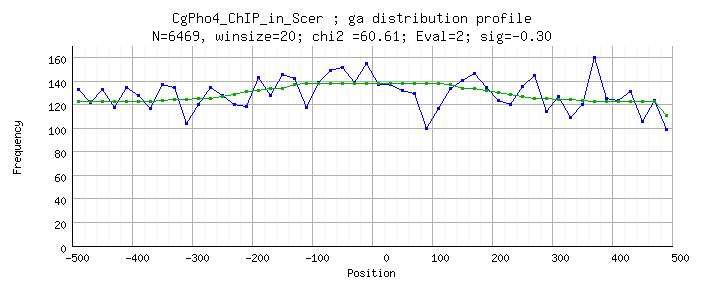 CgPho4_ChIP_in_Scer ; ga distribution profile
N=6469, winsize=20; chi2 =60.61; Eval=2; sig=-0.30
160
140
120
100
80
60
40
20
0
Frequency
-500 -400 -300 -200 -100 0 100 200 300 400 500
Position